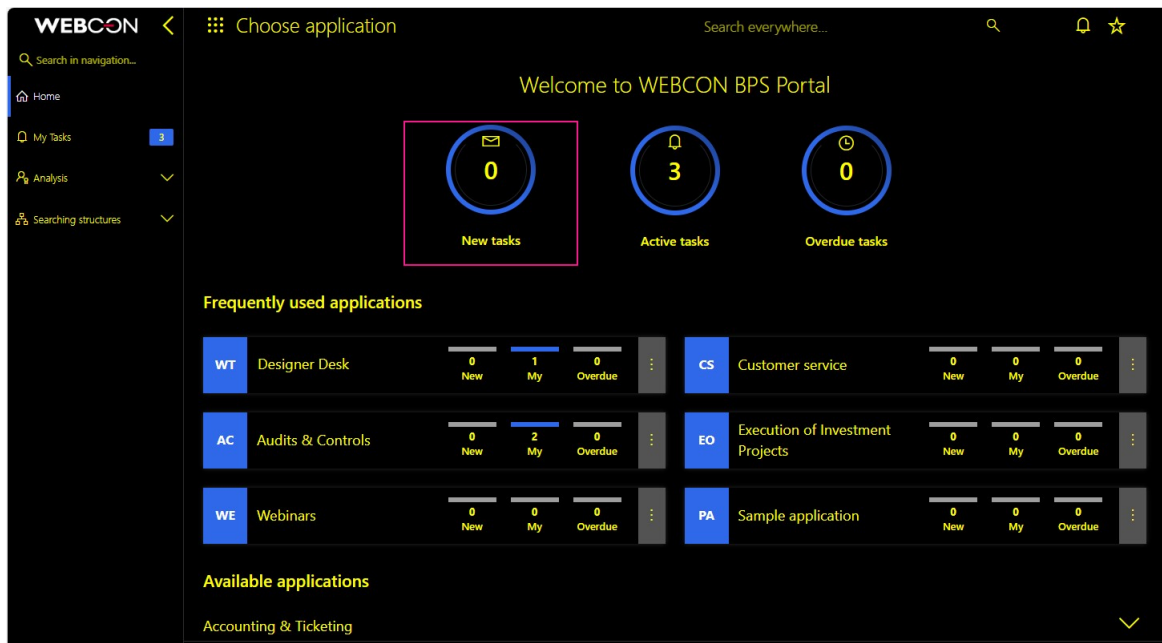 WEBCON
Choose application
Search everywhere...
Search in navigation...
Home
My Tasks 3
Analysis
Searching structures
Welcome to WEBCON BPS Portal
0 3 0
New tasks Active tasks Overdue tasks
Frequently used applications
WT Designer Desk 0 1 0
New My Overdue
CS Customer service 0 0 0
New My Overdue
AC Audits & Controls 0 2 0
New My Overdue
EO Execution of Investment
Projects 0 0 0
New My Overdue
WE Webinars 0 0 0
New My Overdue
PA Sample application 0 0 0
New My Overdue
Available applications
Accounting & Ticketing